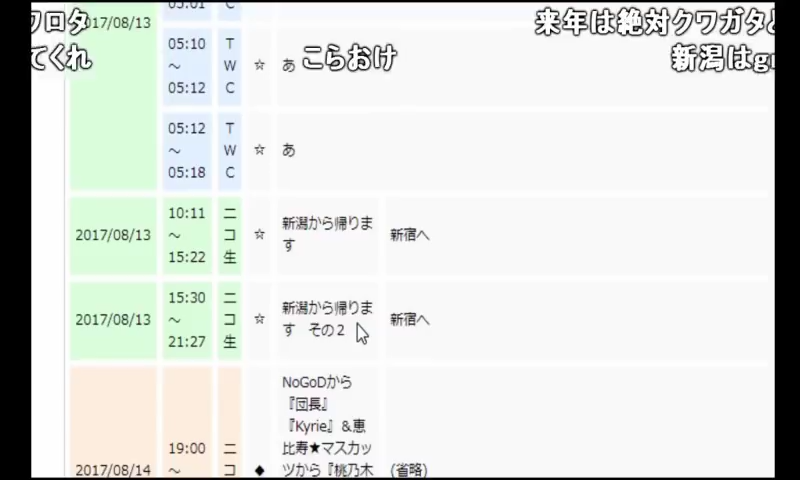 05:01
C
ワロタ
来年は絶対クワガタ
2017/08/13
てくれ
こらおけ
新潟はgr
05:10
～
05:12
T
W
C
☆
あ
05:12
～
05:18
T
W
C
☆
あ
2017/08/13
10:11
～
15:22
ニ
コ
生
☆
新潟から帰りま
す
新宿へ
2017/08/13
15:30
～
21:27
ニ
コ
生
☆
新潟から帰りま
す その２
新宿へ
2017/08/14
19:00
～
ニ
コ
◆
NoGoDから
『団長』
『Kyrie』＆恵
比寿★マスカッ
ツから『桃乃木
(省略)